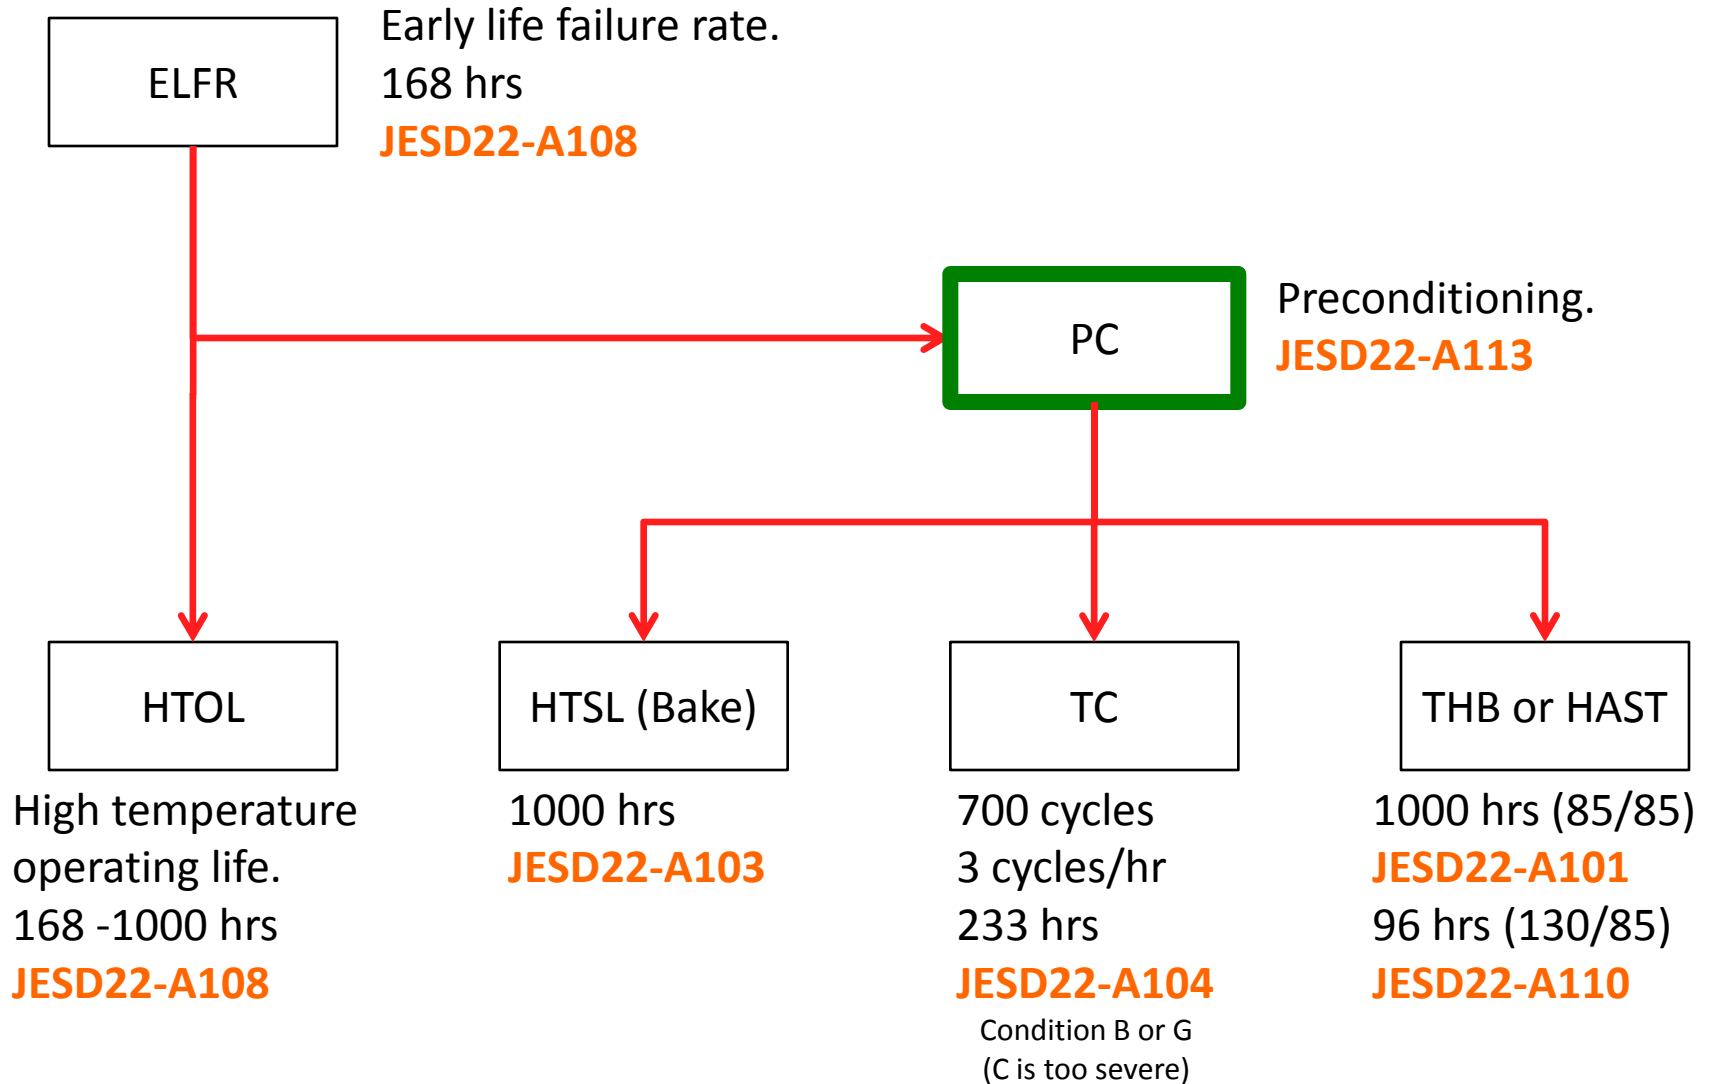 ELFR
Early life failure rate.
168 hrs
JESD22-A108
PC
Preconditioning.
JESD22-A113
HTOL
High temperature
operating life.
168 -1000 hrs
JESD22-A108
HTSL (Bake)
1000 hrs
JESD22-A103
TC
700 cycles
3 cycles/hr
233 hrs
JESD22-A104
Condition B or G
(C is too severe)
THB or HAST
1000 hrs (85/85)
JESD22-A101
96 hrs (130/85)
JESD22-A110